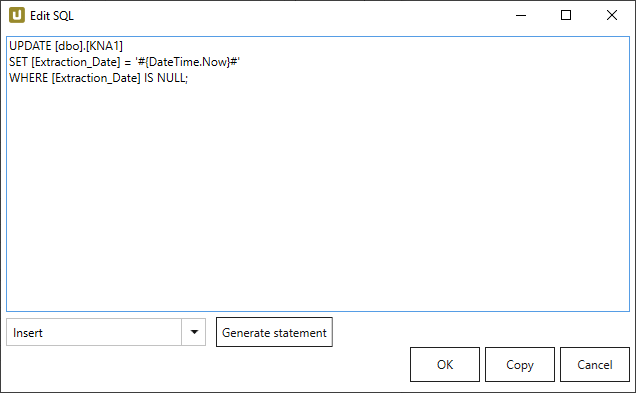 U Edit SQL
UPDATE [dbo].[KNA1]
SET [Extraction_Date] = '#{DateTime.Now}#'
WHERE [Extraction_Date] IS NULL;
Insert
Generate statement
OK
Copy
Cancel